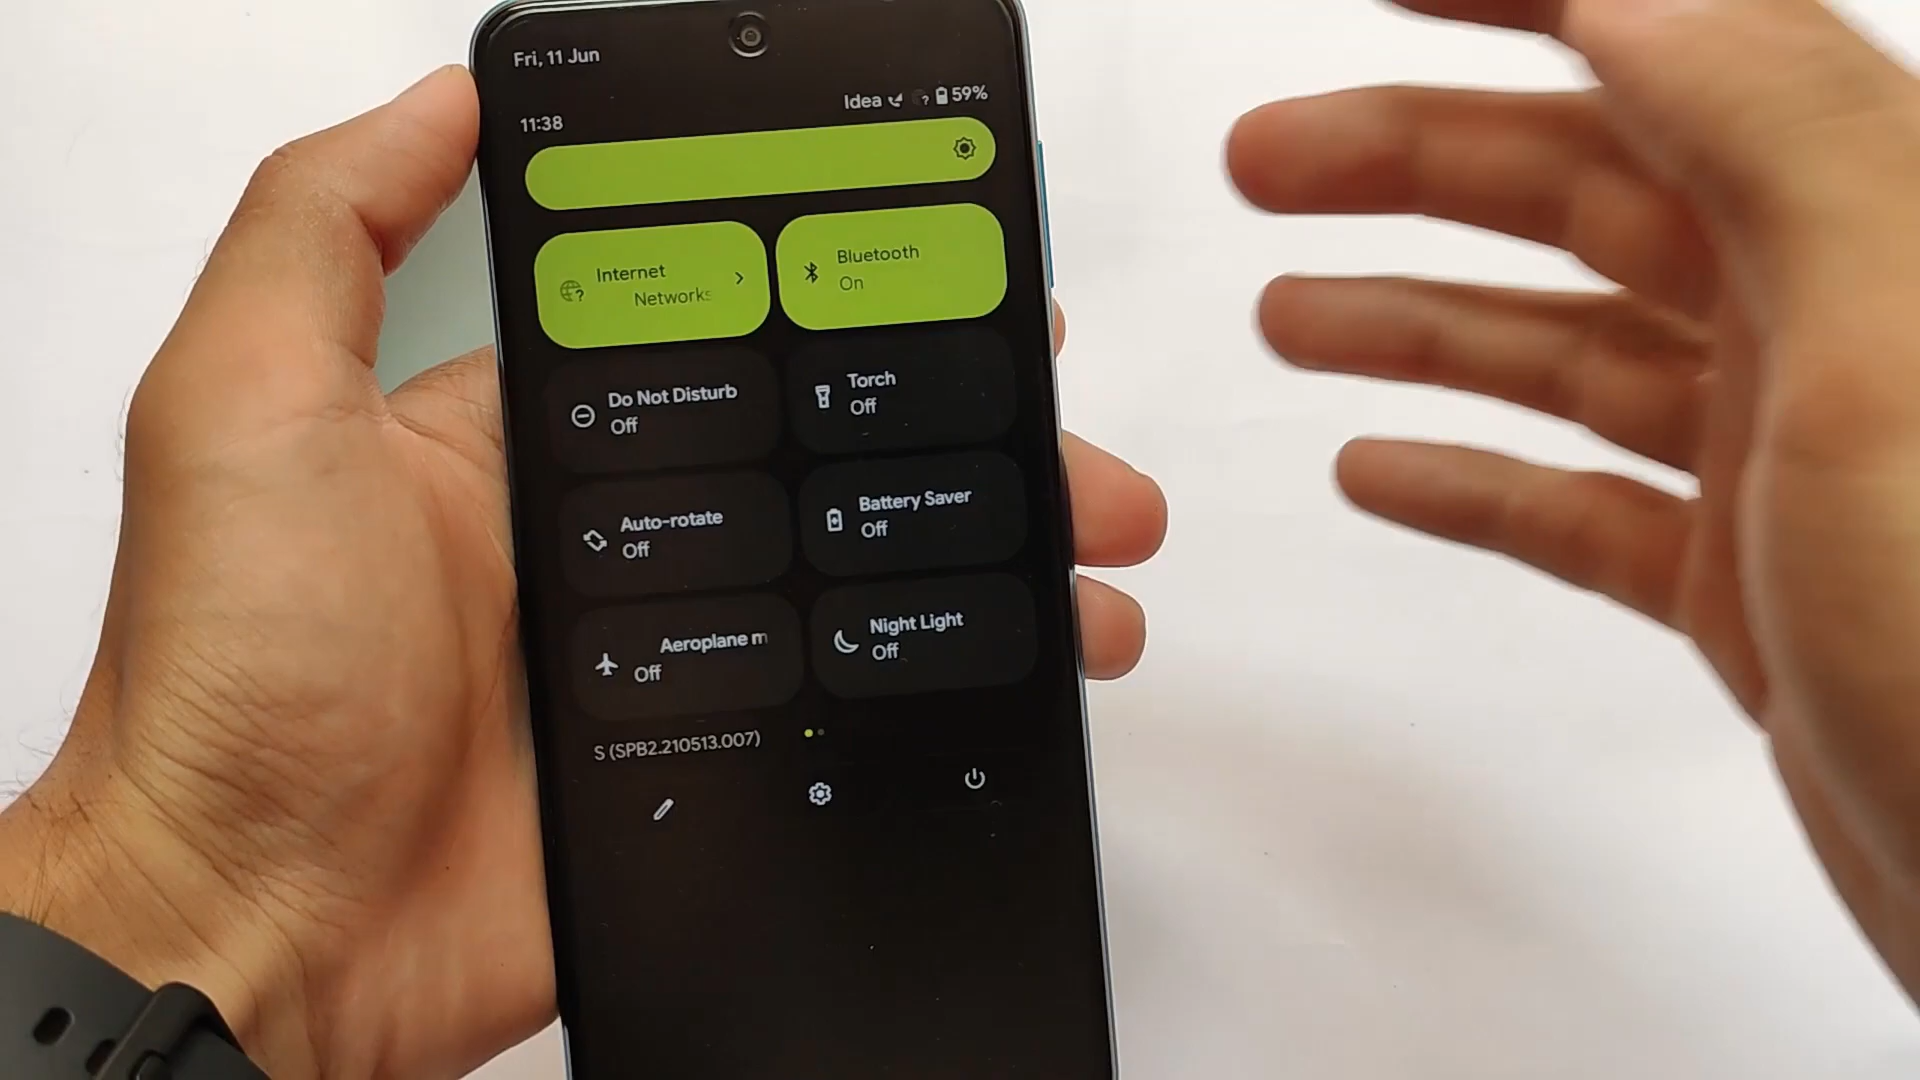 Fri, 11 Jun
Idea ? 59%
11:38
Internet
Networks
Bluetooth
On
Do Not Disturb
Off
Torch
Off
Auto-rotate
Off
Battery Saver
Off
Aeroplane m
Off
Night Light
Off
S (SPB2.210513.007)